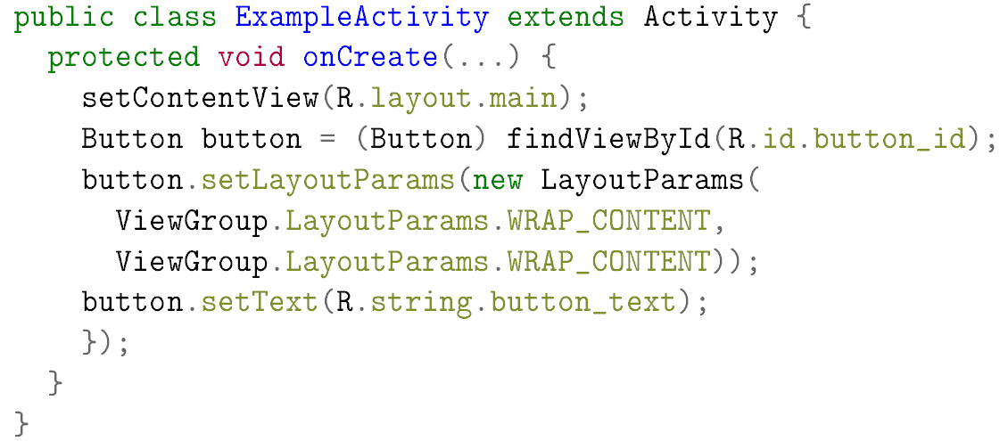 public class ExampleActivity extends Activity {
  protected void onCreate(...) {
    setContentView(R.layout.main);
    Button button = (Button) findViewById(R.id.button_id);
    button.setLayoutParams(new LayoutParams(
      ViewGroup.LayoutParams.WRAP_CONTENT,
      ViewGroup.LayoutParams.WRAP_CONTENT));
    button.setText(R.string.button_text);
    });
  }
}